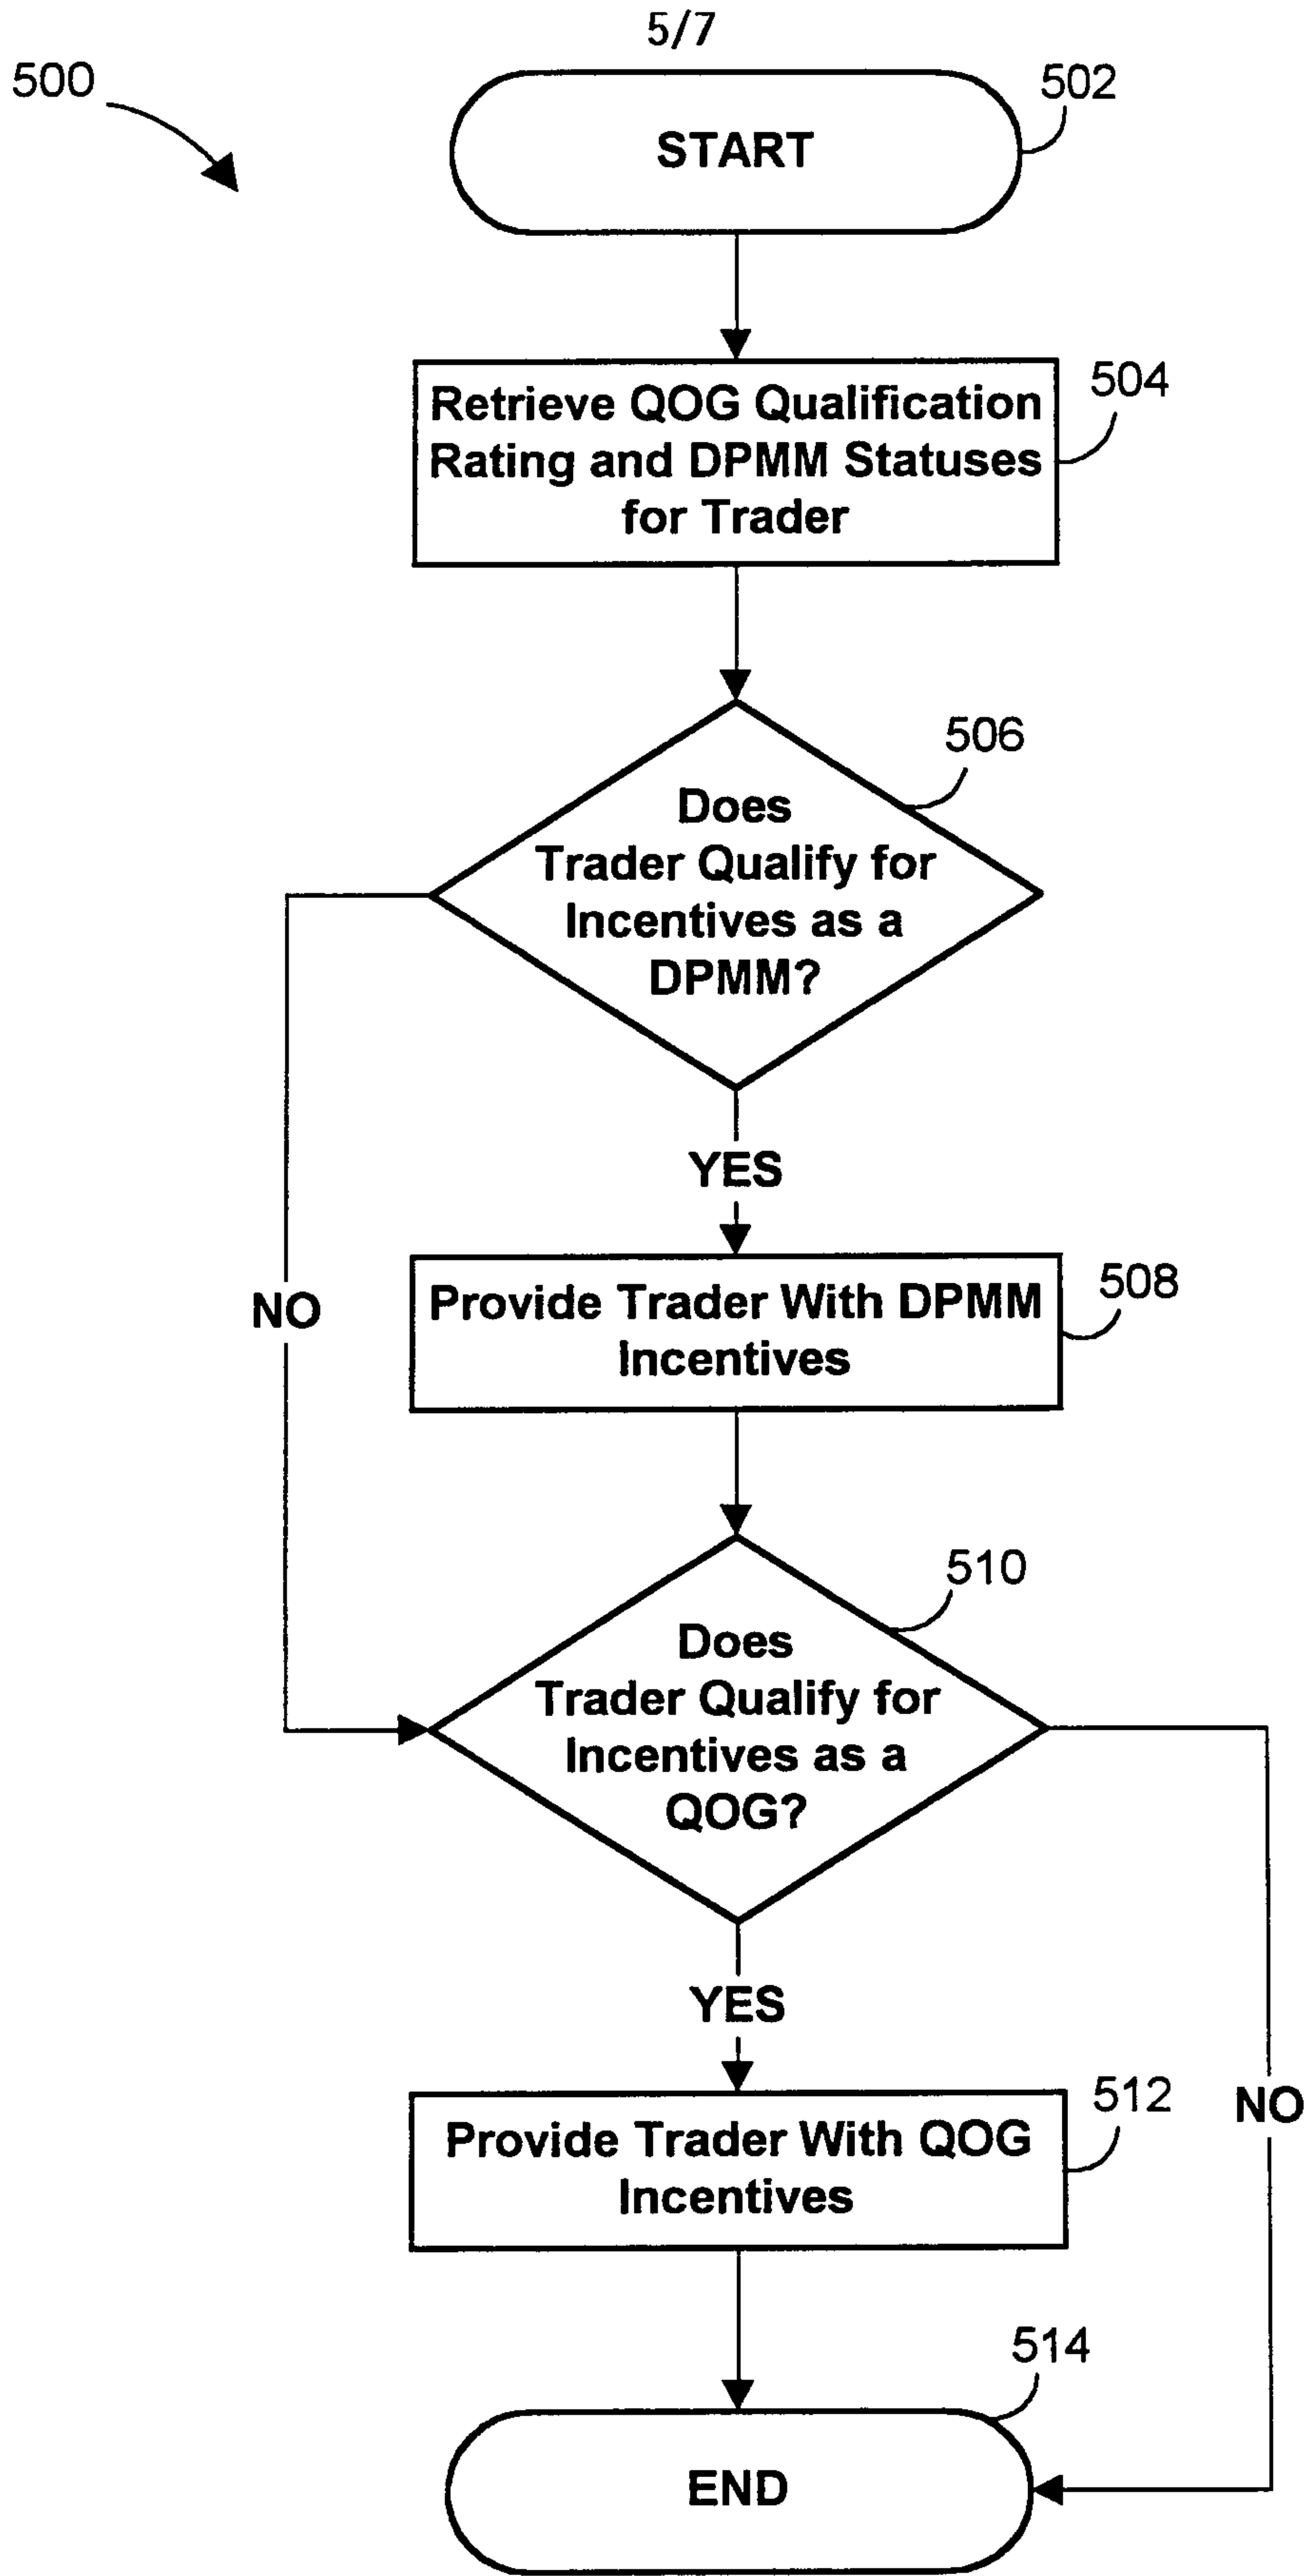 5/7
500
502
START
504
Retrieve QOG Qualification
Rating and DPMM Statuses
for Trader
506
Does
Trader Qualify for
Incentives as a
DPMM?
YES
NO
508
Provide Trader With DPMM
Incentives
510
Does
Trader Qualify for
Incentives as a
QOG?
YES
NO
512
Provide Trader With QOG
Incentives
514
END